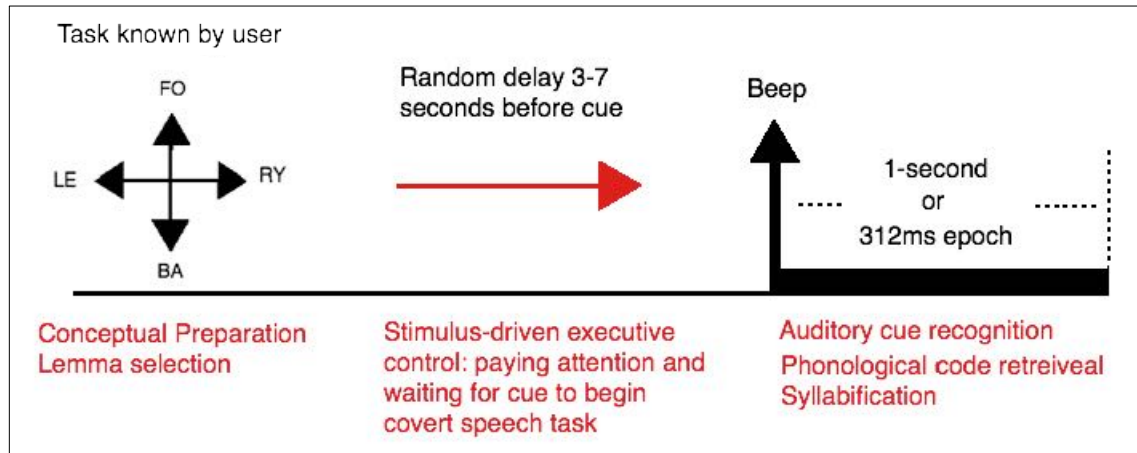 Task known by user
FO
LE
RY
BA
Random delay 3-7
seconds before cue
Beep
1-second
or
312ms epoch
Conceptual Preparation
Lemma selection
Stimulus-driven executive
control: paying attention and
waiting for cue to begin
covert speech task
Auditory cue recognition
Phonological code retreiveal
Syllabification